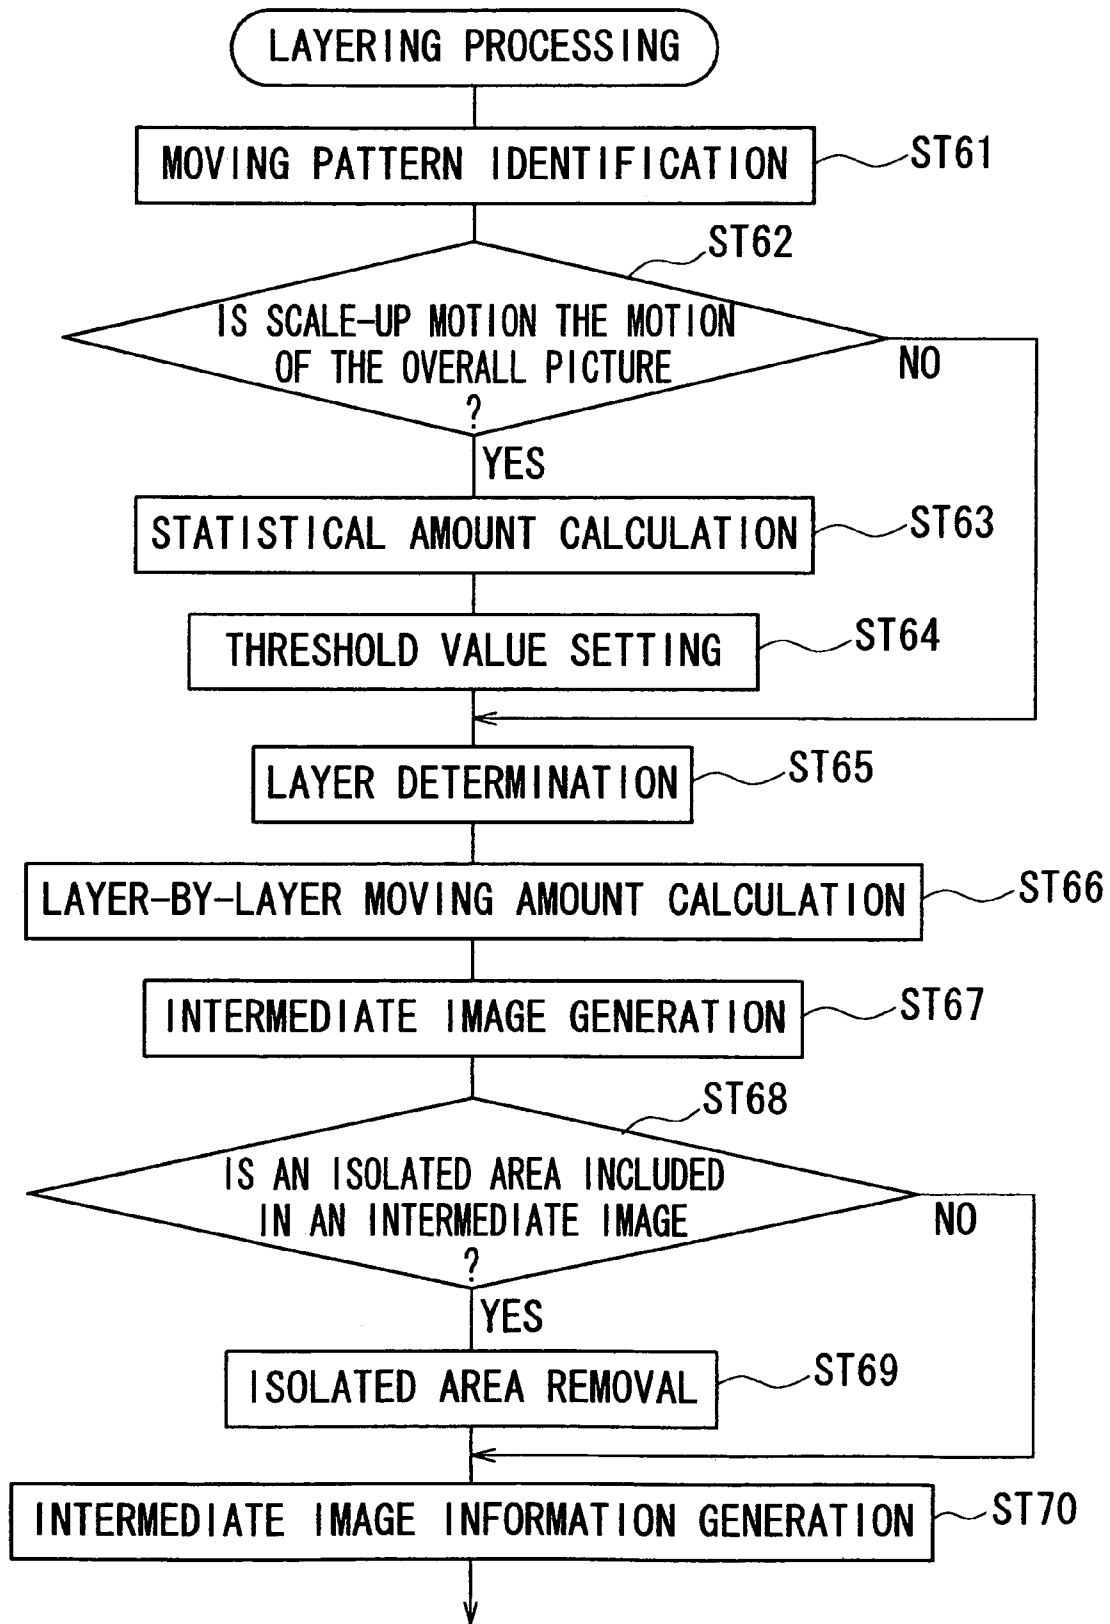 LAYERING PROCESSING
MOVING PATTERN IDENTIFICATION
ST61
ST62
IS SCALE-UP MOTION THE MOTION
OF THE OVERALL PICTURE
?
NO
YES
STATISTICAL AMOUNT CALCULATION
ST63
THRESHOLD VALUE SETTING
ST64
LAYER DETERMINATION
ST65
LAYER-BY-LAYER MOVING AMOUNT CALCULATION
ST66
INTERMEDIATE IMAGE GENERATION
ST67
ST68
IS AN ISOLATED AREA INCLUDED
IN AN INTERMEDIATE IMAGE
?
NO
YES
ISOLATED AREA REMOVAL
ST69
INTERMEDIATE IMAGE INFORMATION GENERATION
ST70